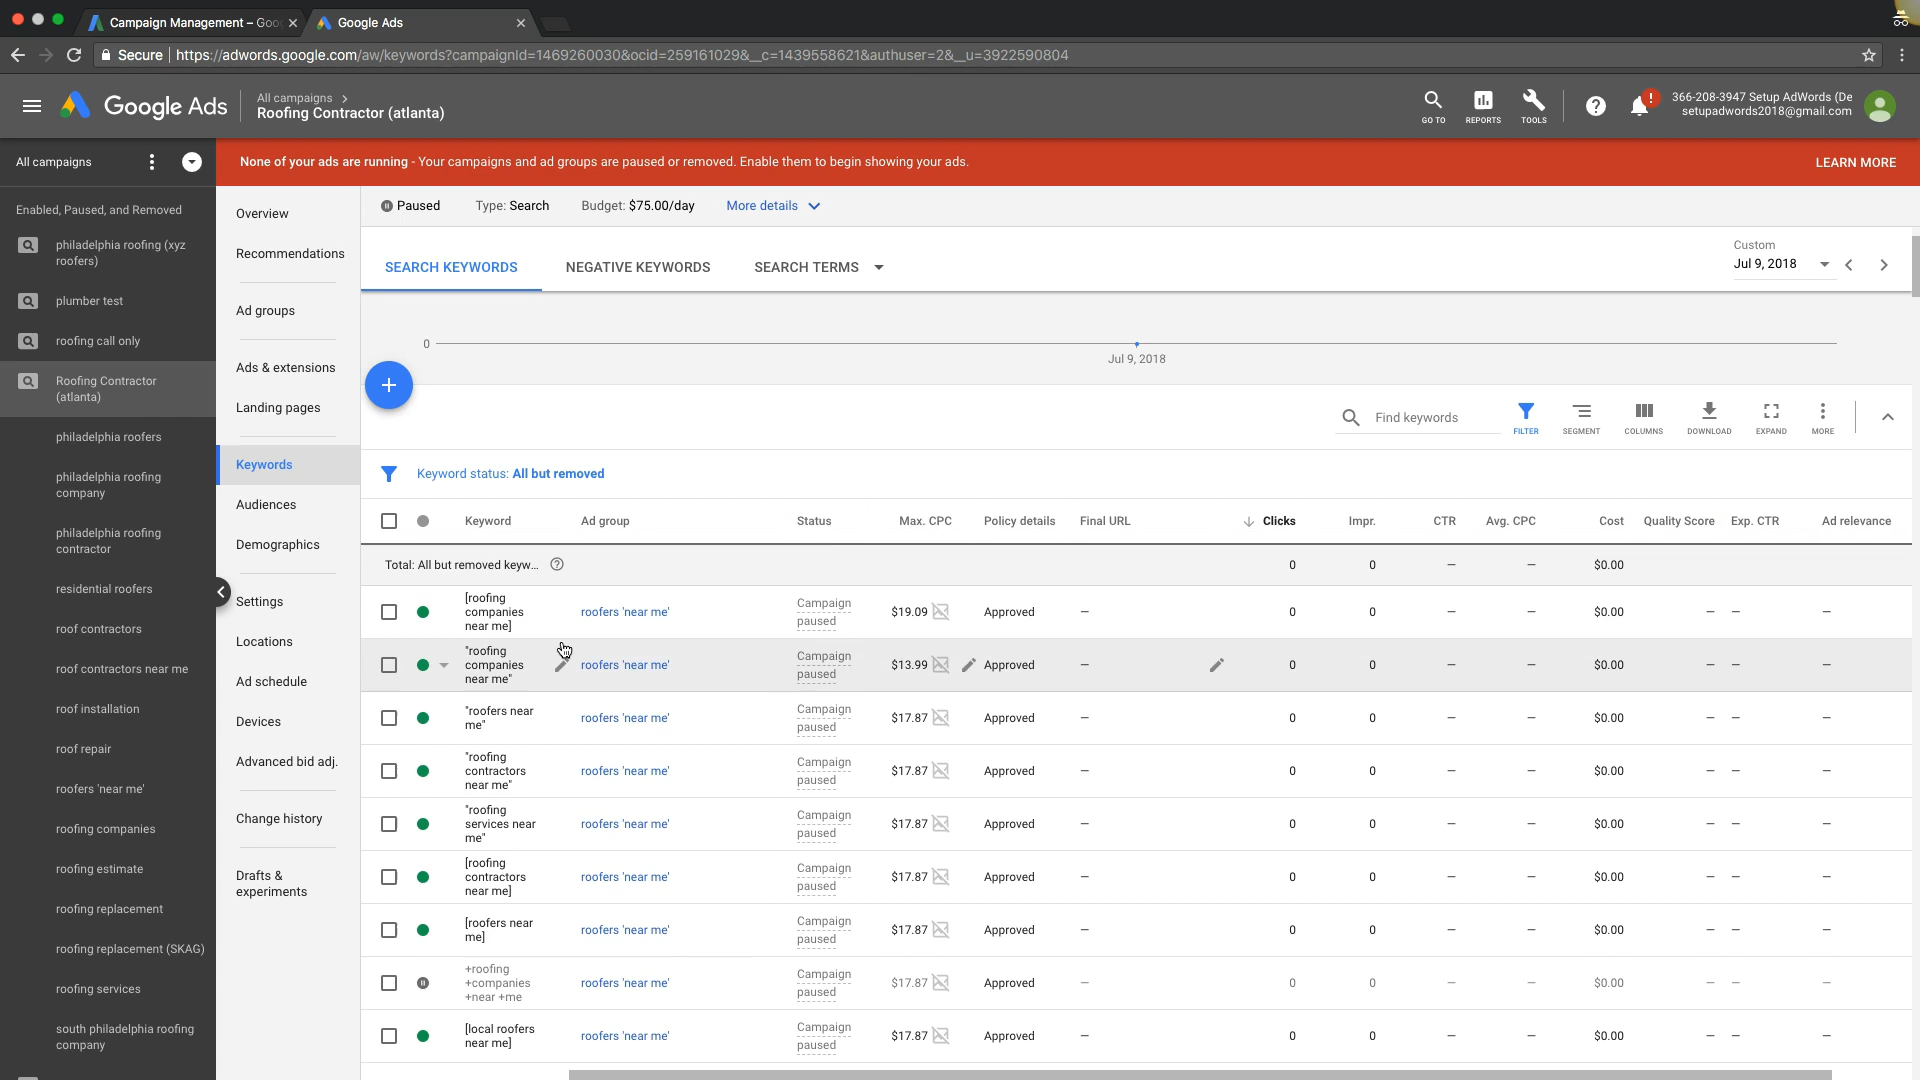 Campaign Management – Goo
Google Ads
Secure
https://adwords.google.com/aw/keywords?campaignId=1469260030&ocid=259161029&__c=1439558621&authuser=2&__u=3922590804
Google Ads
All campaigns >
Roofing Contractor (atlanta)
GO TO
REPORTS
TOOLS
?
!
366-208-3947 Setup AdWords (De
setupadwords2018@gmail.com
All campaigns
None of your ads are running - Your campaigns and ad groups are paused or removed. Enable them to begin showing your ads.
LEARN MORE
Enabled, Paused, and Removed
philadelphia roofing (xyz
roofers)
plumber test
roofing call only
Roofing Contractor
(atlanta)
philadelphia roofers
philadelphia roofing
company
philadelphia roofing
contractor
residential roofers
roof contractors
roof contractors near me
roof installation
roof repair
roofers 'near me'
roofing companies
roofing estimate
roofing replacement
roofing replacement (SKAG)
roofing services
south philadelphia roofing
company
Overview
Recommendations
Ad groups
Ads & extensions
Landing pages
Keywords
Audiences
Demographics
Settings
Locations
Ad schedule
Devices
Advanced bid adj.
Change history
Drafts &
experiments
Paused
Type: Search
Budget: $75.00/day
More details
SEARCH KEYWORDS
NEGATIVE KEYWORDS
SEARCH TERMS
Custom
Jul 9, 2018
0
Jul 9, 2018
+
Find keywords
FILTER
SEGMENT
COLUMNS
DOWNLOAD
EXPAND
MORE
Keyword status: All but removed
Keyword Ad group Status Max. CPC Policy details Final URL Clicks Impr. CTR Avg. CPC Cost Quality Score Exp. CTR Ad relevance
Total: All but removed keyw... ? 0 0 – – $0.00
[roofing
companies
near me]
roofers 'near me'
Campaign
paused
$19.09 Approved – 0 0 – – $0.00 – – –
"roofing
companies
near me"
roofers 'near me'
Campaign
paused
$13.99 Approved – 0 0 – – $0.00 – – –
"roofers near
me"
roofers 'near me'
Campaign
paused
$17.87 Approved – 0 0 – – $0.00 – – –
"roofing
contractors
near me"
roofers 'near me'
Campaign
paused
$17.87 Approved – 0 0 – – $0.00 – – –
"roofing
services near
me"
roofers 'near me'
Campaign
paused
$17.87 Approved – 0 0 – – $0.00 – – –
[roofing
contractors
near me]
roofers 'near me'
Campaign
paused
$17.87 Approved – 0 0 – – $0.00 – – –
[roofers near
me]
roofers 'near me'
Campaign
paused
$17.87 Approved – 0 0 – – $0.00 – – –
+roofing
+companies
+near +me
roofers 'near me'
Campaign
paused
$17.87 Approved – 0 0 – – $0.00 – – –
[local roofers
near me]
roofers 'near me'
Campaign
paused
$17.87 Approved – 0 0 – – $0.00 – – –